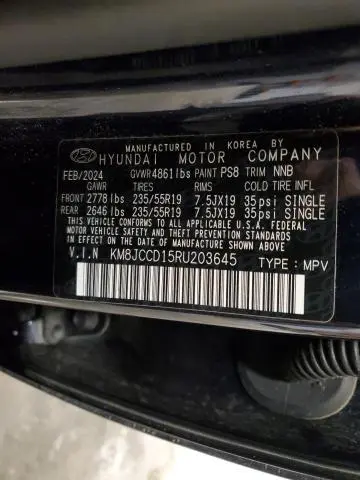 MANUFACTURED IN KOREA BY
HYUNDAI MOTOR COMPANY
FEB/2024 GVWR 4861 lbs PAINT PS8 TRIM NNB
GAWR TIRES RIMS COLD TIRE INFL
FRONT 2778 lbs 235/55R19 7.5JX19 35psi SINGLE
REAR 2646 lbs 235/55R19 7.5JX19 35psi SINGLE
THIS VEHICLE CONFORMS TO ALL APPLICABLE U.S. FEDERAL
MOTOR VEHICLE SAFETY, BUMPER, AND THEFT PREVENTION
STANDARDS IN EFFECT ON THE DATE OF MANUFACTURE SHOWN ABOVE.
V.I.N KM8JCCD15RU203645 TYPE : MPV